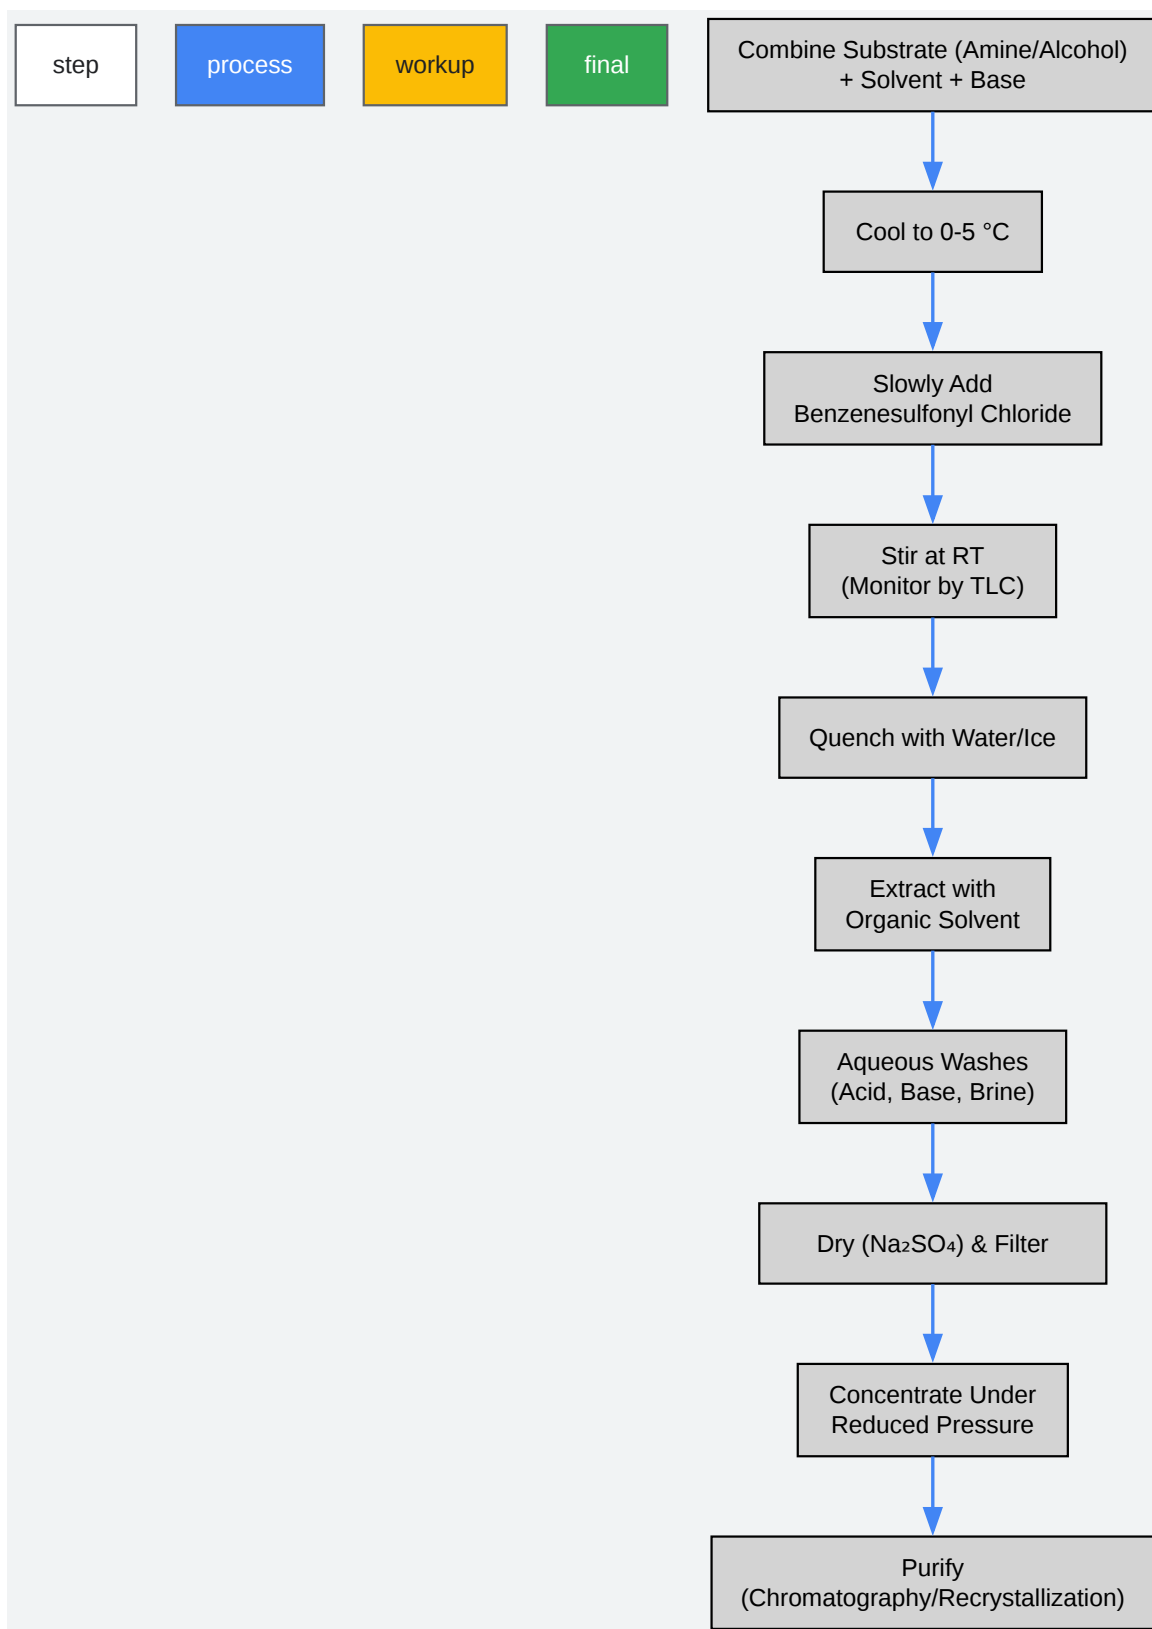 step
process
workup
final
Combine Substrate (Amine/Alcohol)
+ Solvent + Base
Cool to 0-5 °C
Slowly Add
Benzenesulfonyl Chloride
Stir at RT
(Monitor by TLC)
Quench with Water/Ice
Extract with
Organic Solvent
Aqueous Washes
(Acid, Base, Brine)
Dry (Na₂SO₄) & Filter
Concentrate Under
Reduced Pressure
Purify
(Chromatography/Recrystallization)